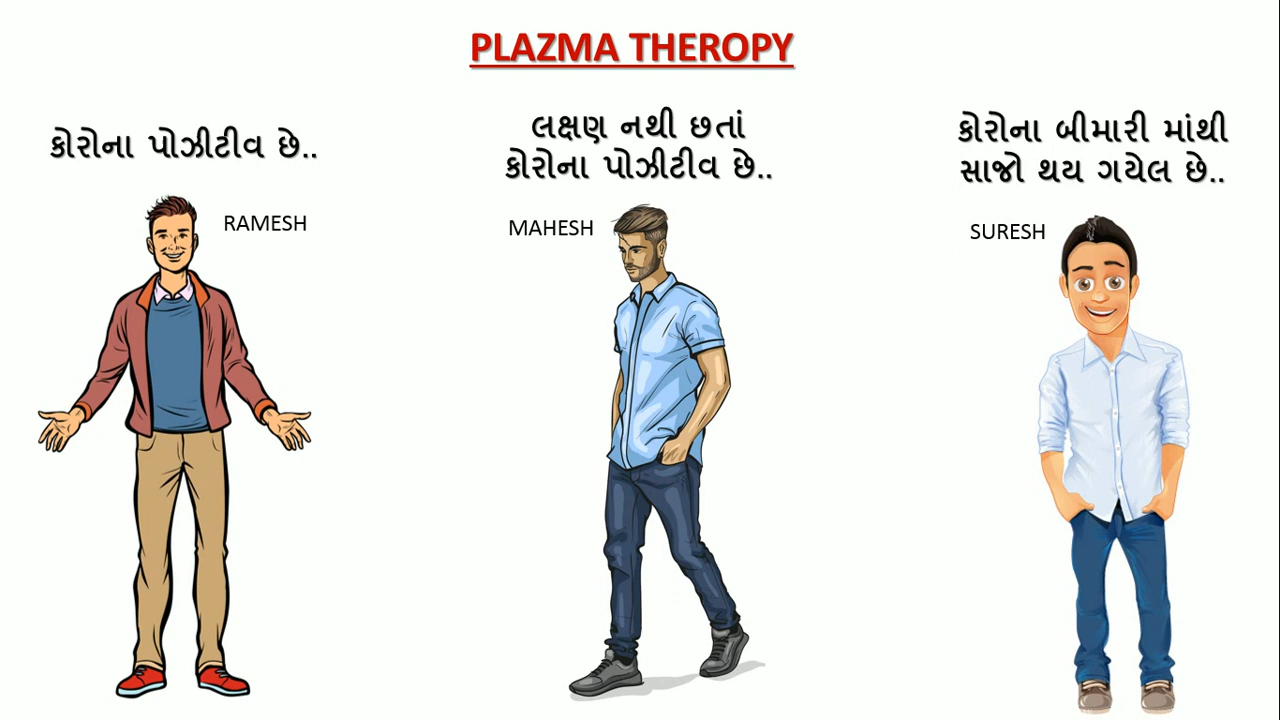 PLAZMA THEROPY
કોરોના પોઝીટીવ છે..
RAMESH
લક્ષણ નથી છતાં
કોરોના પોઝીટીવ છે..
MAHESH
કોરોના બીમારી માંથી
સાજો થય ગયેલ છે..
SURESH